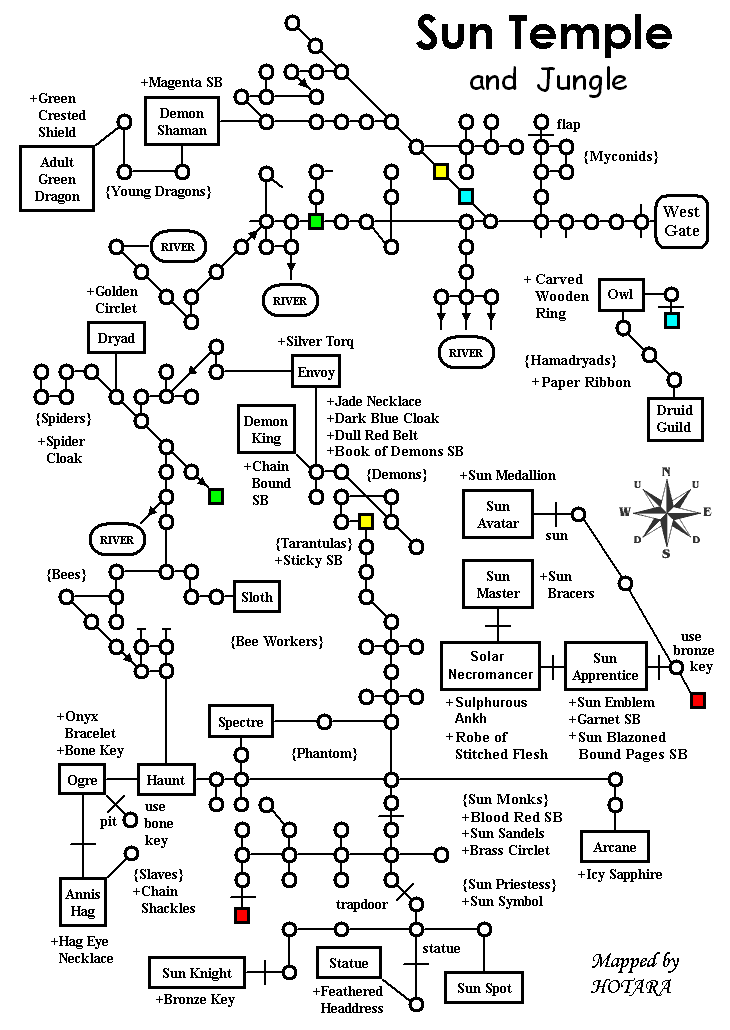 Sun Temple
and Jungle
+Magenta SB
+Green
Crested
Shield
Demon
Shaman
flap
Adult
Green
Dragon
{Young Dragons}
{Myconids}
West
Gate
RIVER
RIVER
+Golden
Circlet
+ Carved
Wooden
Ring
Owl
Dryad
+Silver Torq
RIVER
Envoy
{Hamadryads}
+ Paper Ribbon
+Jade Necklace
+Dark Blue Cloak
+Dull Red Belt
+Book of Demons SB
Druid
Guild
{Spiders}
+Spider
Cloak
Demon
King
+Chain
Bound
SB
{Demons}
+Sun Medallion
N
U U
W E
D D
S
Sun
Avatar
sun
RIVER
{Tarantulas}
+Sticky SB
{Bees}
Sloth
Sun
Master
+Sun
Bracers
{Bee Workers}
use
bronze
key
Solar
Necromancer
Sun
Apprentice
+Sulphurous
Ankh
+Robe of
Stitched Flesh
+Sun Emblem
+Garnet SB
+Sun Blazoned
Bound Pages SB
+Onyx
Bracelet
+Bone Key
Spectre
{Phantom}
Ogre
Haunt
pit
use
bone
key
{Sun Monks}
+Blood Red SB
+Sun Sandels
+Brass Circlet
Arcane
+Icy Sapphire
{Slaves}
+Chain
Shackles
Annis
Hag
{Sun Priestess}
+Sun Symbol
trapdoor
+Hag Eye
Necklace
statue
Sun Knight
+Bronze Key
Statue
+Feathered
Headdress
Sun Spot
Mapped by
HOTARA